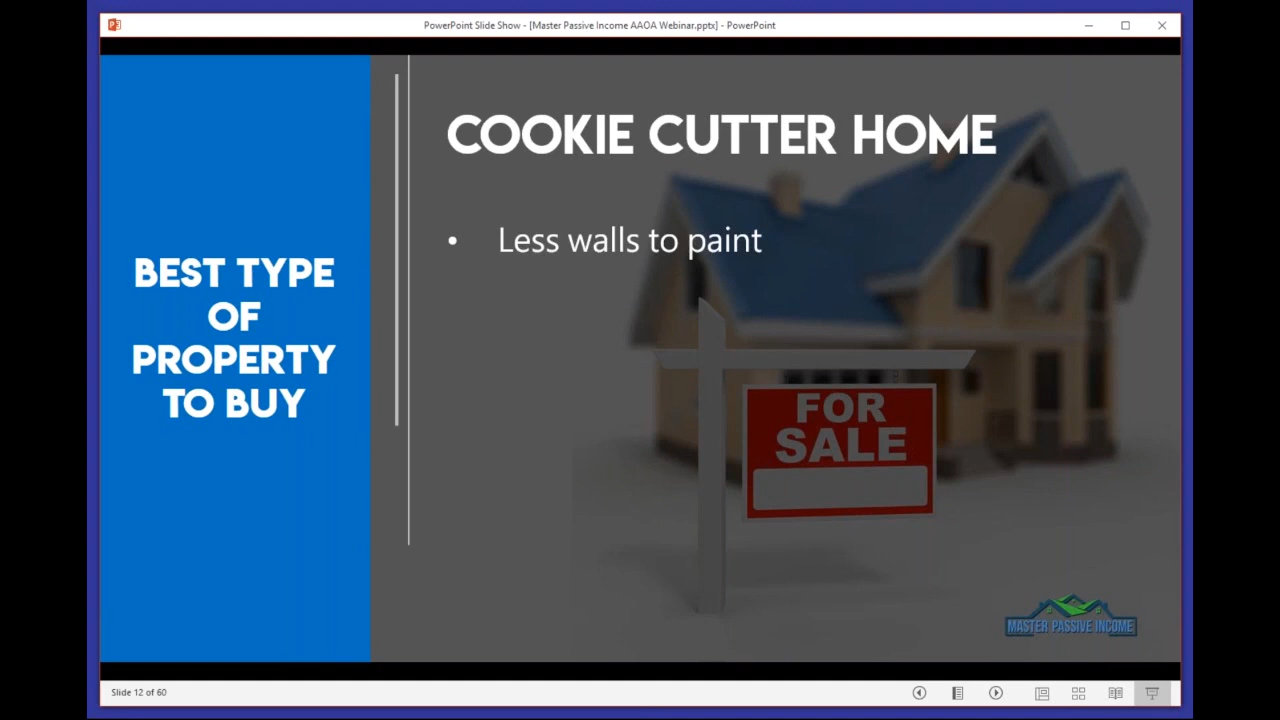 PowerPoint Slide Show - [Master Passive Income AAOA Webinar.pptx] - PowerPoint
BEST TYPE
OF
PROPERTY
TO BUY
COOKIE CUTTER HOME
• Less walls to paint
FOR
SALE
MASTER PASSIVE INCOME
Slide 12 of 60